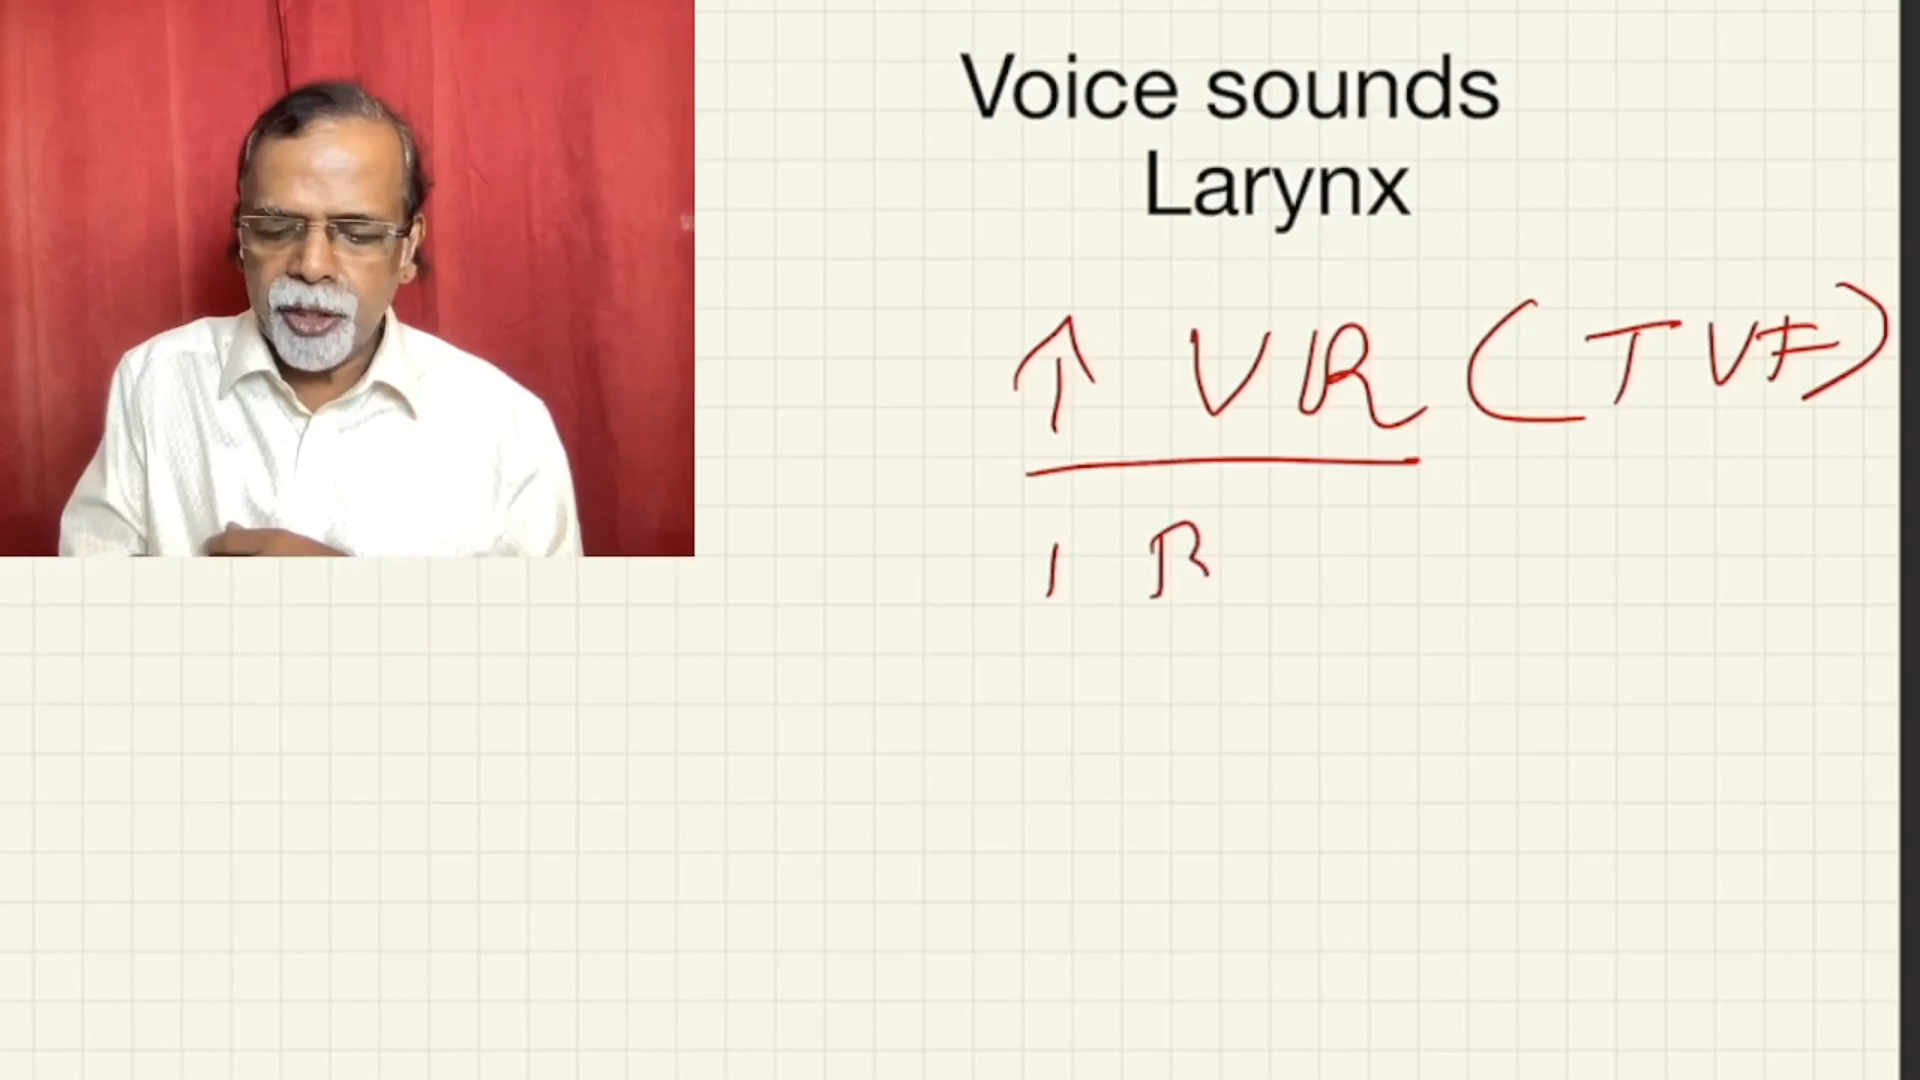 Voice sounds
Larynx
↑ VR (TVF)